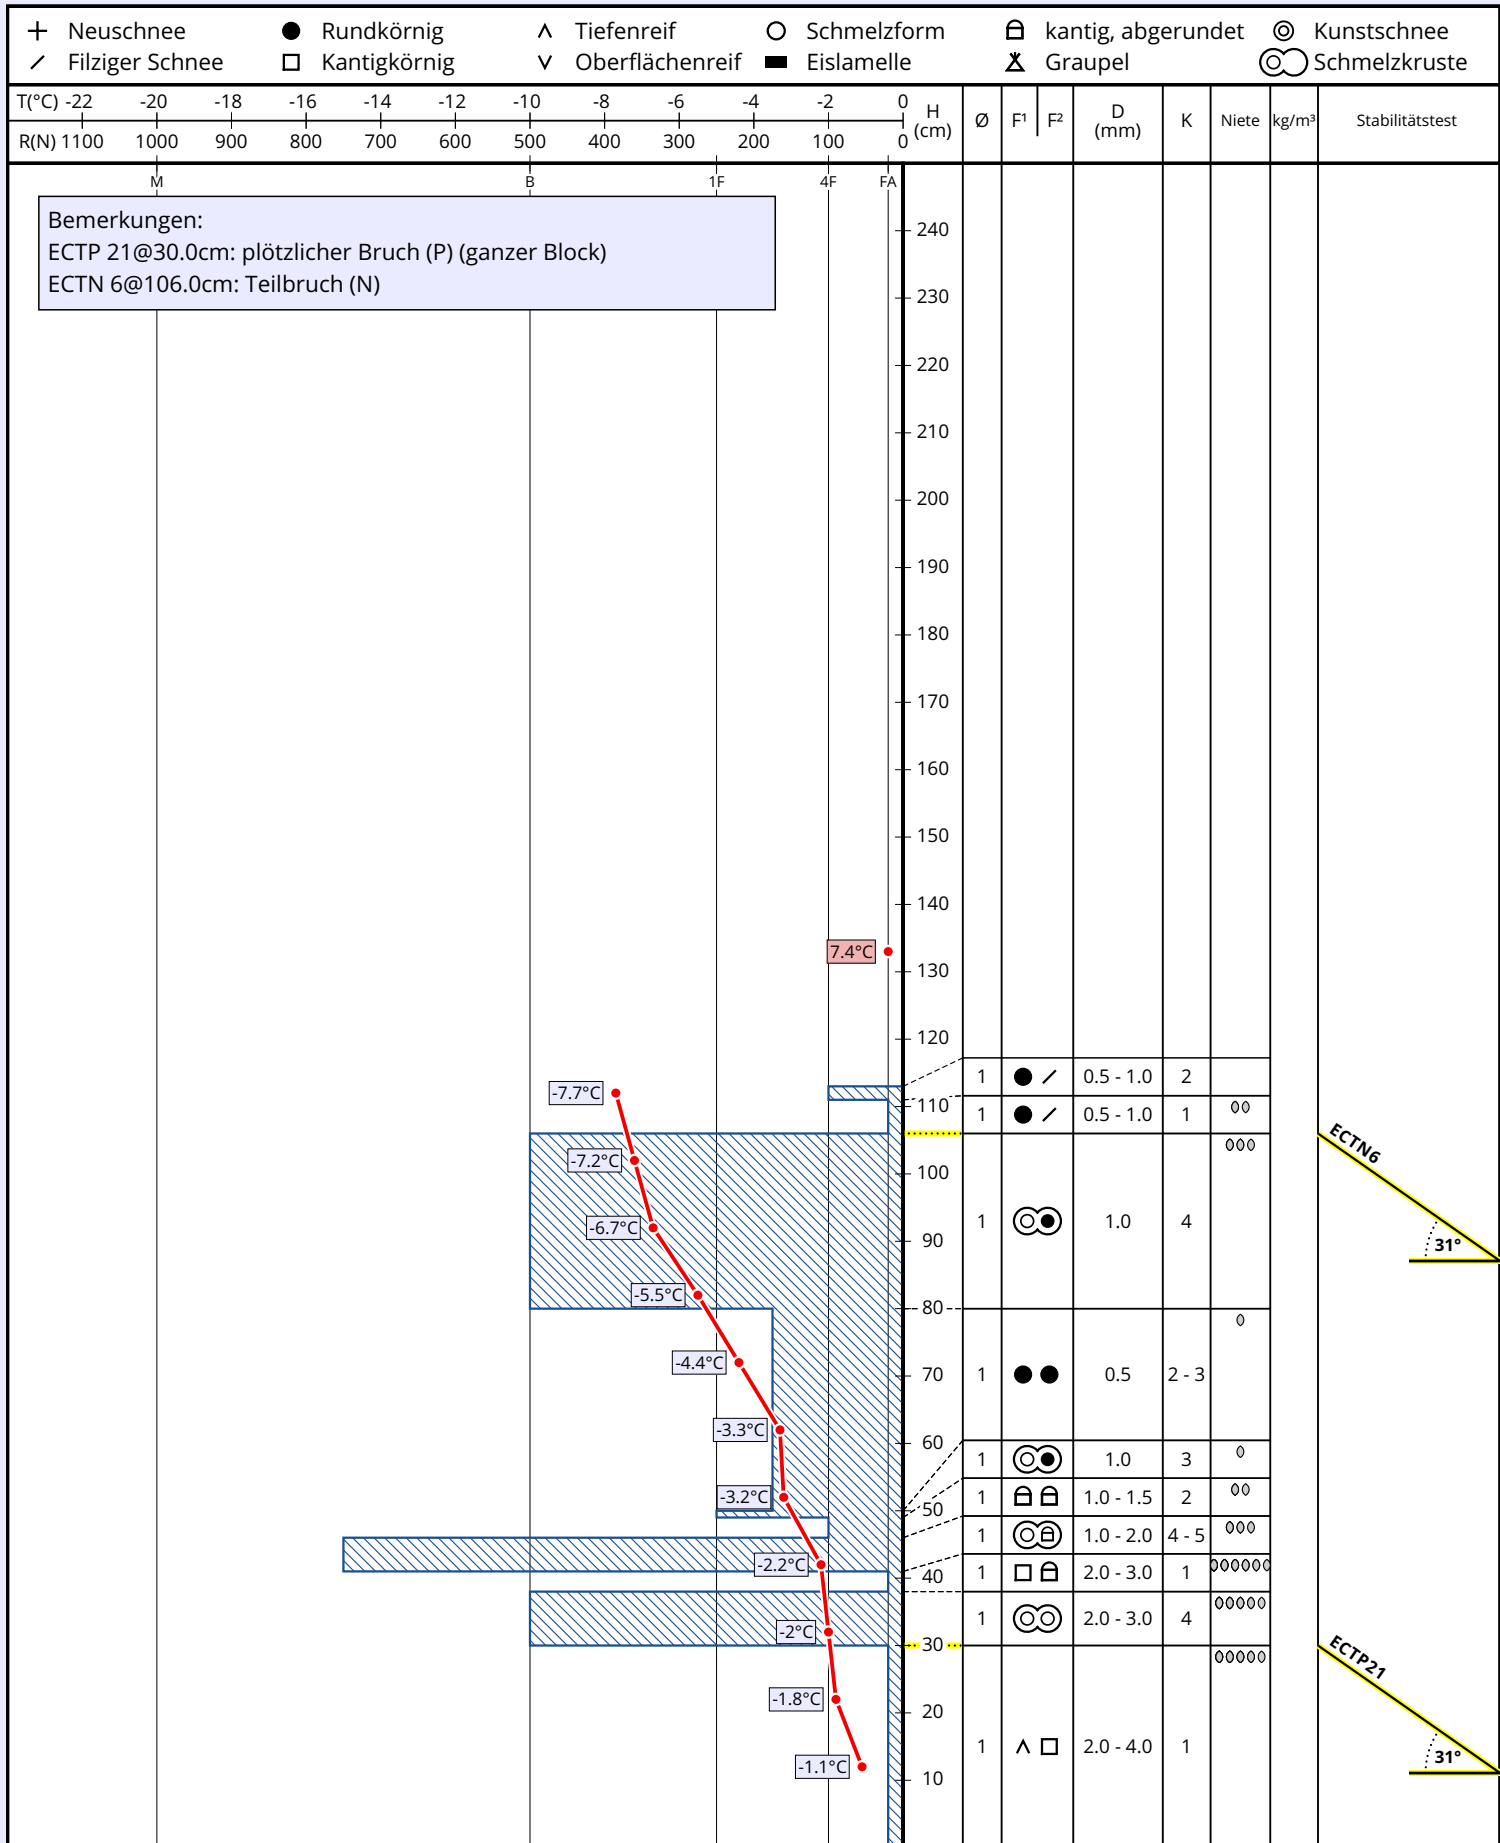 Neuschnee Rundkörnig Tiefenreif Schmelzform kantig, abgerundet Kunstschnee
Filziger Schnee Kantigkörnig Oberflächenreif Eislamelle Graupel Schmelzkruste
T(°C) -22 -20 -18 -16 -14 -12 -10 -8 -6 -4 -2 0
R(N) 1100 1000 900 800 700 600 500 400 300 200 100 0
H (cm) Ø F¹ F² D (mm) K Niete kg/m³ Stabilitätstest
M B 1F 4F FA
Bemerkungen:
ECTP 21@30.0cm: plötzlicher Bruch (P) (ganzer Block)
ECTN 6@106.0cm: Teilbruch (N)
240
230
220
210
200
190
180
170
160
150
140
7.4°C
130
120
1 0.5 - 1.0 2
-7.7°C
110
1 0.5 - 1.0 1
ECTN6
-7.2°C
100
1 1.0 4
-6.7°C
90
31°
-5.5°C
80
-4.4°C
70
1 2 - 3
0.5
-3.3°C
60
1 1.0 3
-3.2°C
1 1.0 - 1.5 2
50
1 1.0 - 2.0 4 - 5
-2.2°C
40
1 2.0 - 3.0 1
1 2.0 - 3.0 4
-2°C
30
ECTP21
-1.8°C
20
1 2.0 - 4.0 1
-1.1°C
31°
10